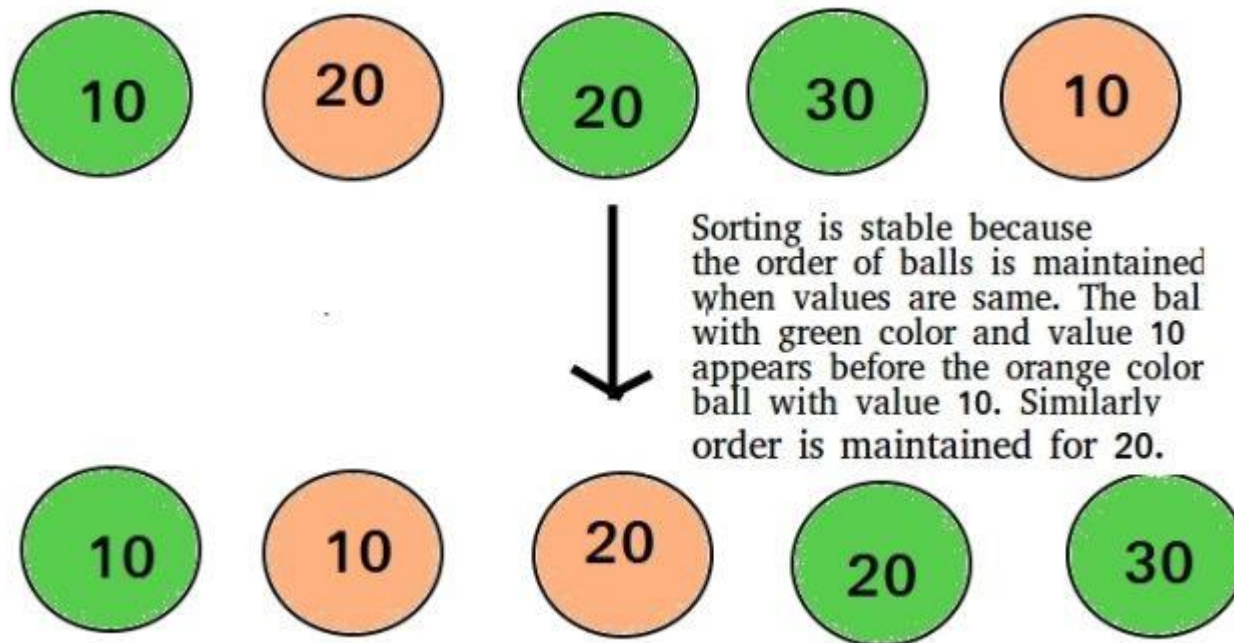 10 20 20 30 10
Sorting is stable because
the order of balls is maintained
when values are same. The bal
with green color and value 10
appears before the orange color
ball with value 10. Similarly
order is maintained for 20.
10 10 20 20 30